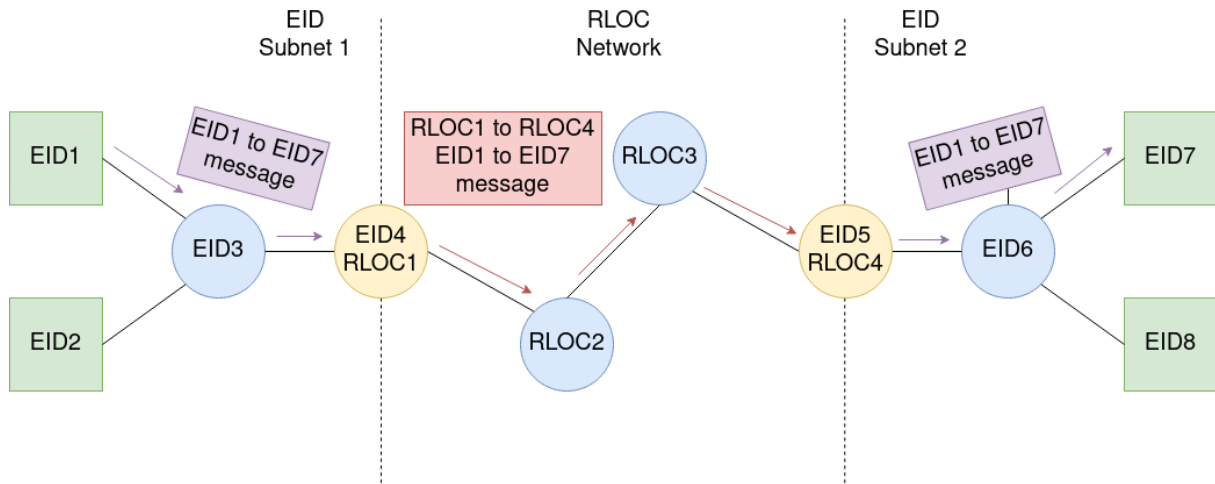 EID
Subnet 1
RLOC
Network
EID
Subnet 2
EID1
EID1 to EID7
message
RLOC1 to RLOC4
EID1 to EID7
message
RLOC3
EID1 to EID7
message
EID7
EID3
EID4
RLOC1
EID5
RLOC4
EID6
EID2
RLOC2
EID8